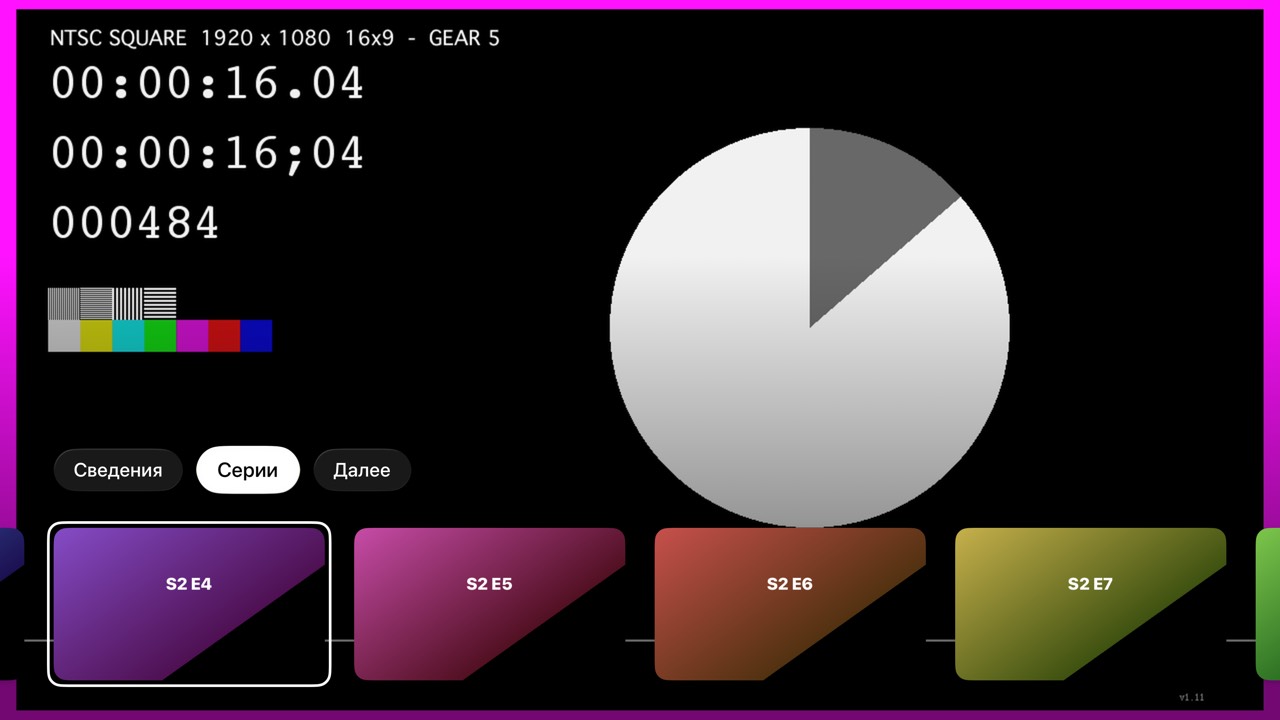 NTSC SQUARE 1920 x 1080 16x9 - GEAR 5
00:00:16.04
00:00:16;04
000484
Сведения Серии Далее
S2 E4 S2 E5 S2 E6 S2 E7
v1.11